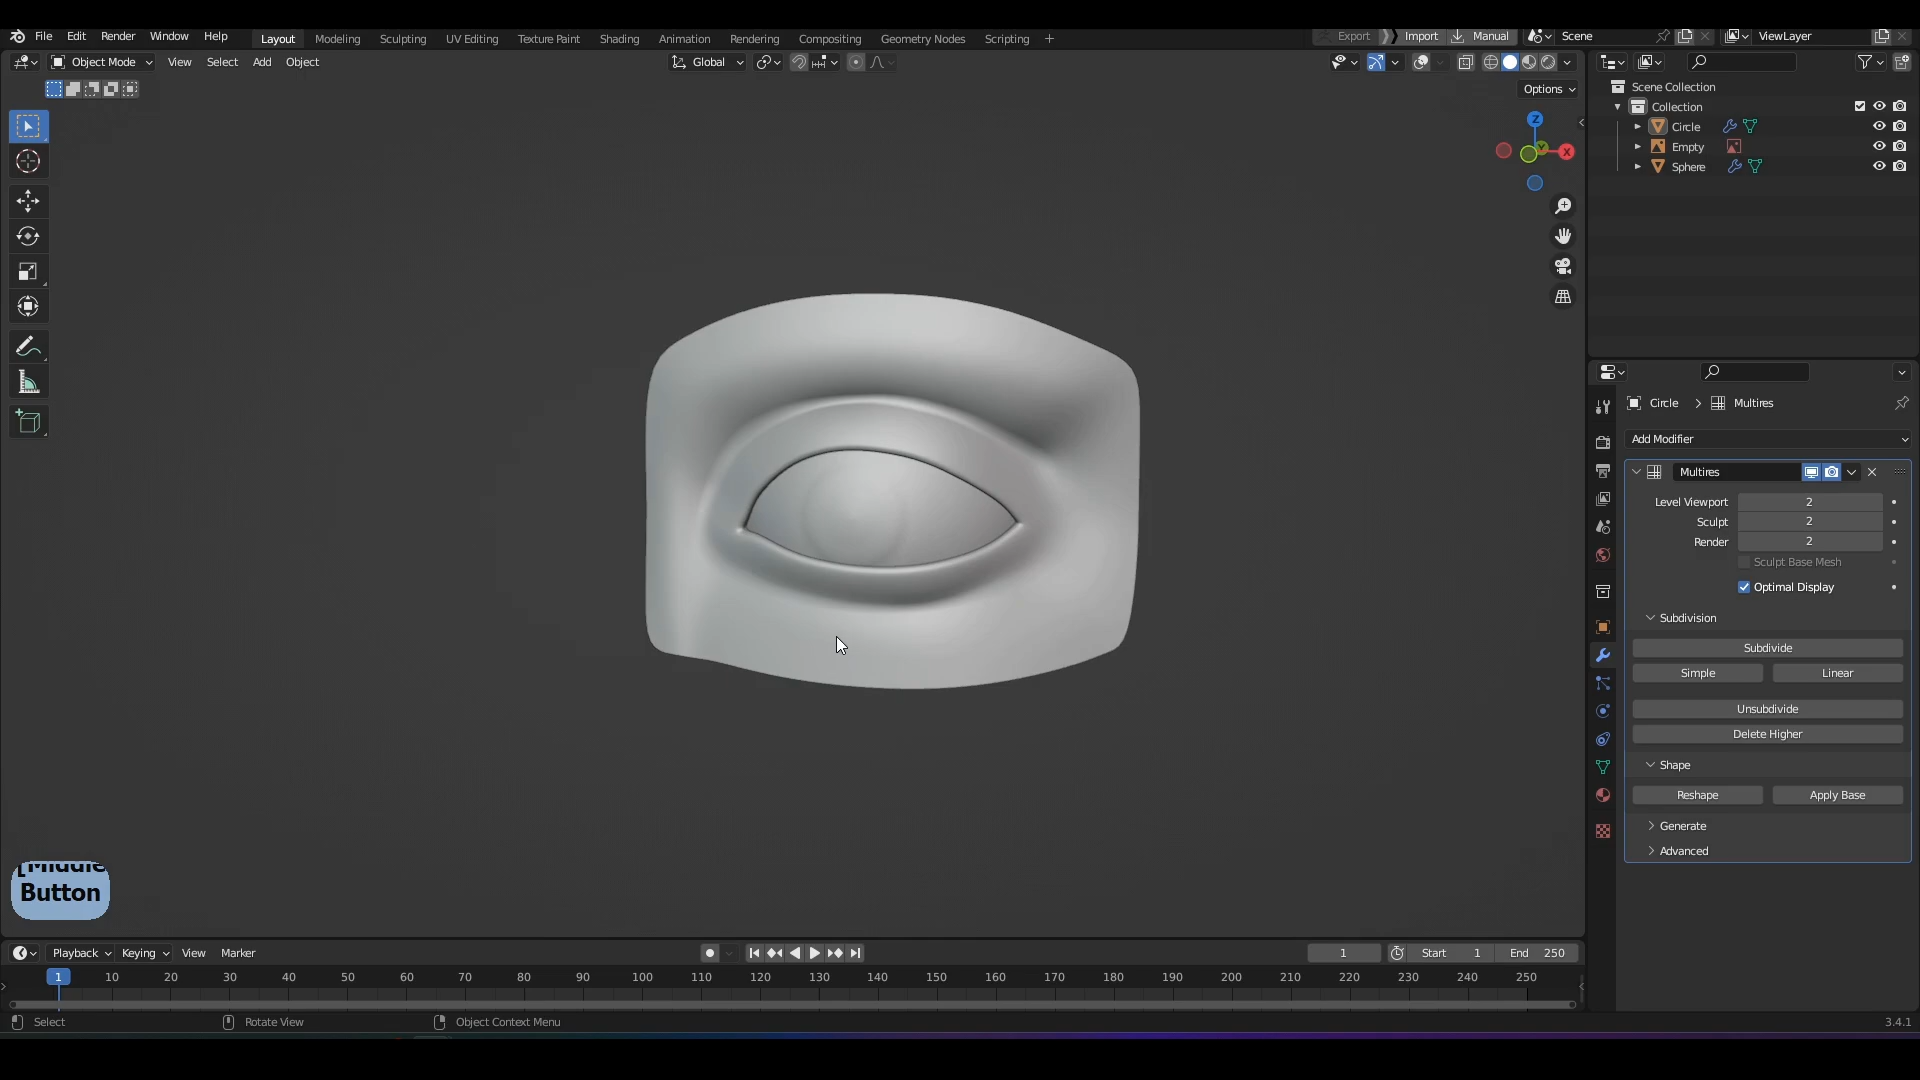 File Edit Render Window Help Layout Modeling Sculpting UV Editing Texture Paint Shading Animation Rendering Compositing Geometry Nodes Scripting + Export Import Manual Scene ViewLayer
Object Mode View Select Add Object Global
Options
Z
Y
X
Scene Collection
Collection
Circle
Empty
Sphere
Circle > Multires
Add Modifier
Multires
Level Viewport 2
Sculpt 2
Render 2
Sculpt Base Mesh
Optimal Display
Subdivision
Subdivide
Simple Linear
Unsubdivide
Delete Higher
Shape
Reshape Apply Base
Generate
Advanced
[Middle
Button
Playback Keying View Marker 1 Start 1 End 250
1 10 20 30 40 50 60 70 80 90 100 110 120 130 140 150 160 170 180 190 200 210 220 230 240 250
Select Rotate View Object Context Menu 3.4.1